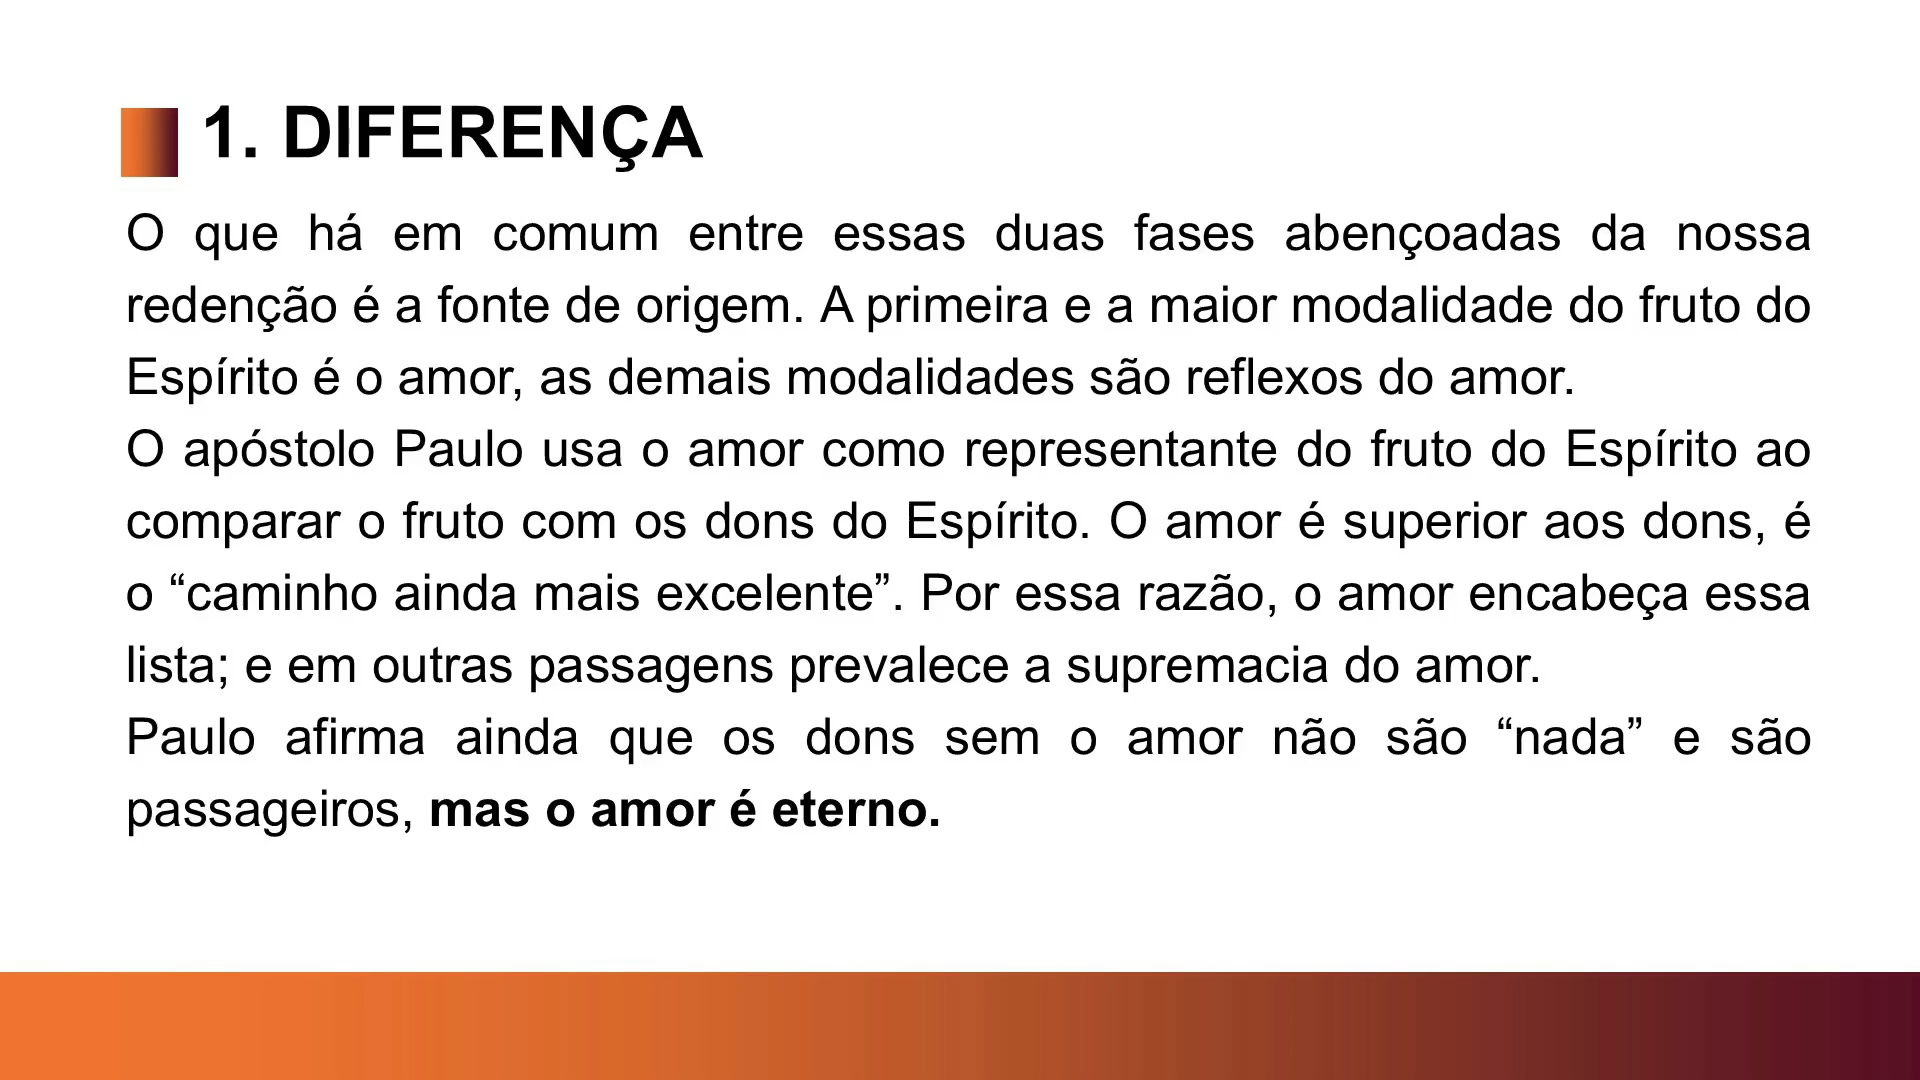 1. DIFERENÇA
O que há em comum entre essas duas fases abençoadas da nossa
redenção é a fonte de origem. A primeira e a maior modalidade do fruto do
Espírito é o amor, as demais modalidades são reflexos do amor.
O apóstolo Paulo usa o amor como representante do fruto do Espírito ao
comparar o fruto com os dons do Espírito. O amor é superior aos dons, é
o “caminho ainda mais excelente”. Por essa razão, o amor encabeça essa
lista; e em outras passagens prevalece a supremacia do amor.
Paulo afirma ainda que os dons sem o amor não são “nada” e são
passageiros, mas o amor é eterno.